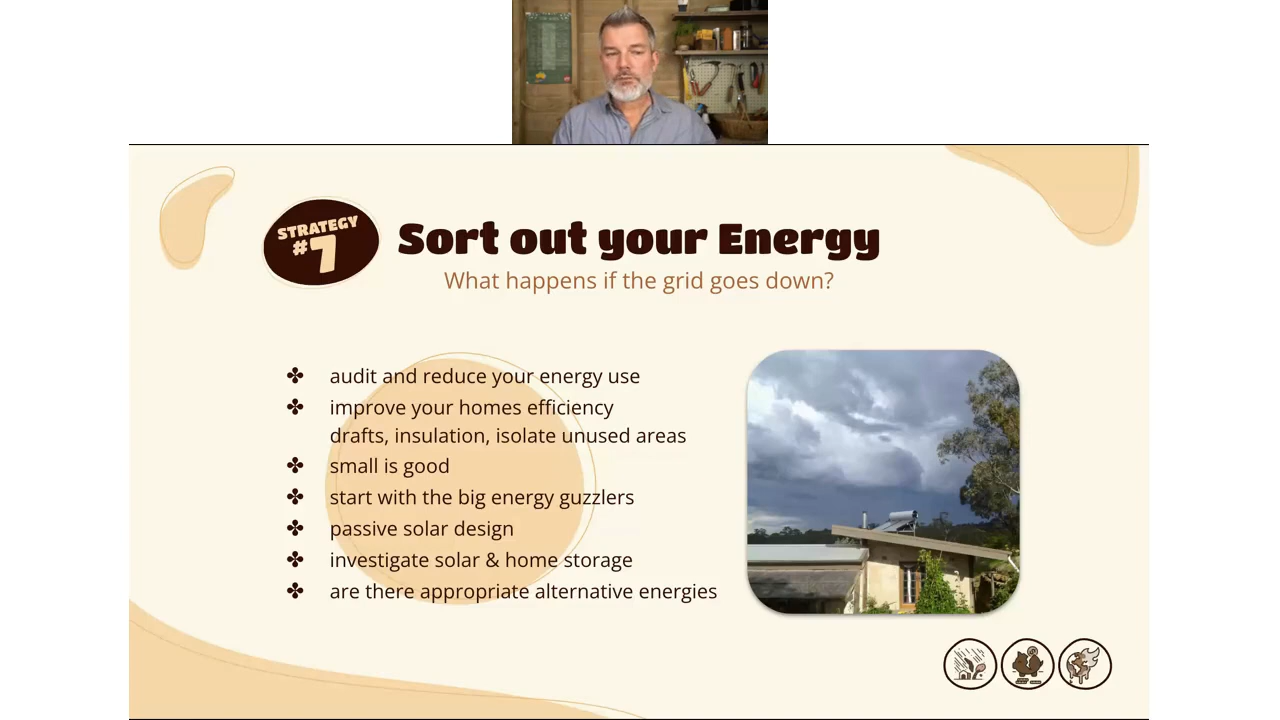 STRATEGY
#7
Sort out your Energy
What happens if the grid goes down?
audit and reduce your energy use
improve your homes efficiency
drafts, insulation, isolate unused areas
small is good
start with the big energy guzzlers
passive solar design
investigate solar & home storage
are there appropriate alternative energies